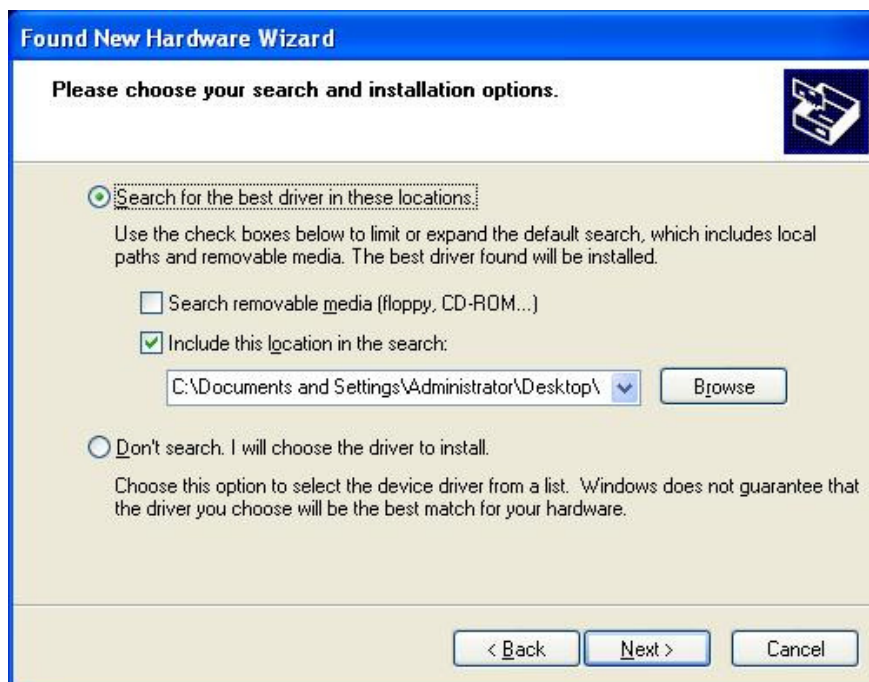 Found New Hardware Wizard
Please choose your search and installation options.
Search for the best driver in these locations.
Use the check boxes below to limit or expand the default search, which includes local
paths and removable media. The best driver found will be installed.
Search removable media (floppy, CD-ROM...)
Include this location in the search:
C:\Documents and Settings\Administrator\Desktop\
Browse
Don't search. I will choose the driver to install.
Choose this option to select the device driver from a list. Windows does not guarantee that
the driver you choose will be the best match for your hardware.
< Back
Next >
Cancel